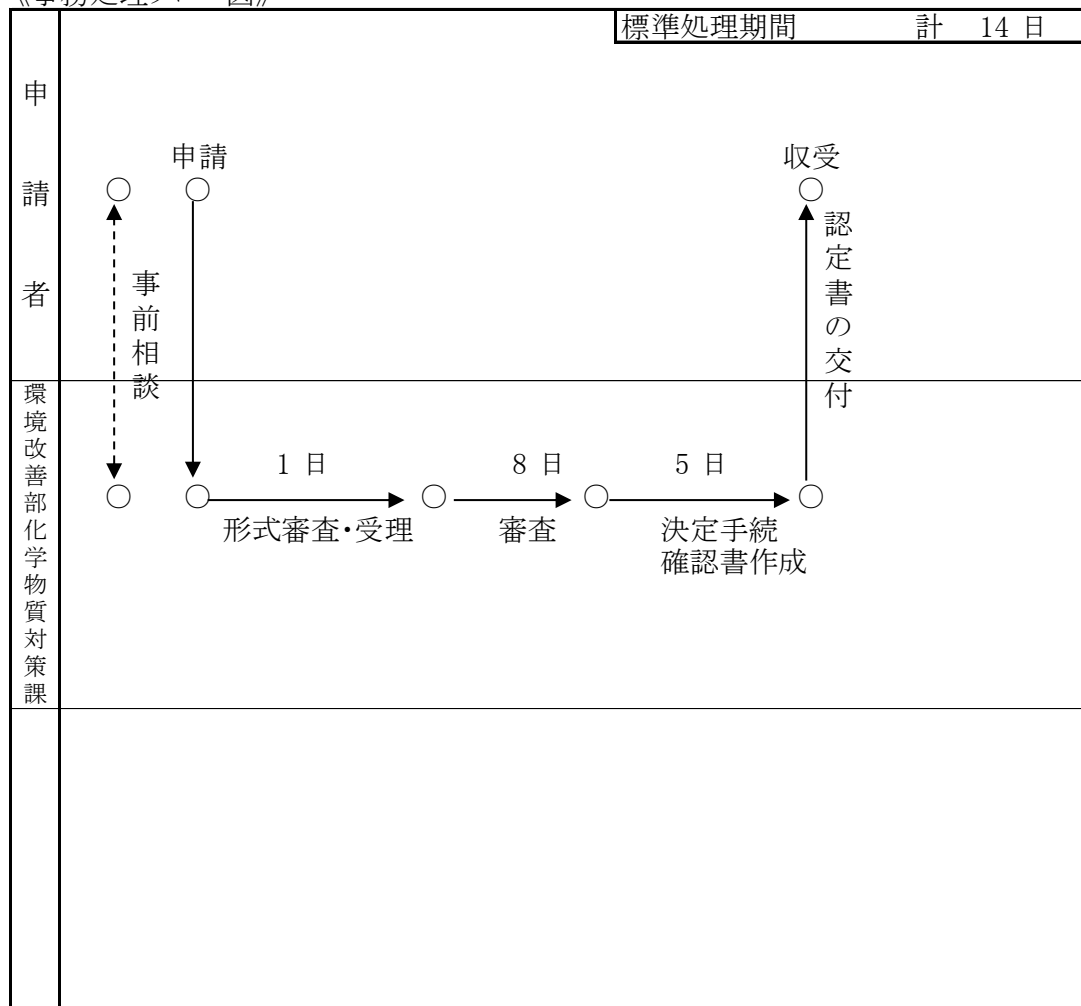 標準処理期間 計 14 日
申請者
申請
収受
事前相談
認定書の交付
環境改善部化学物質対策課
1 日
8 日
5 日
形式審査・受理
審査
決定手続
確認書作成